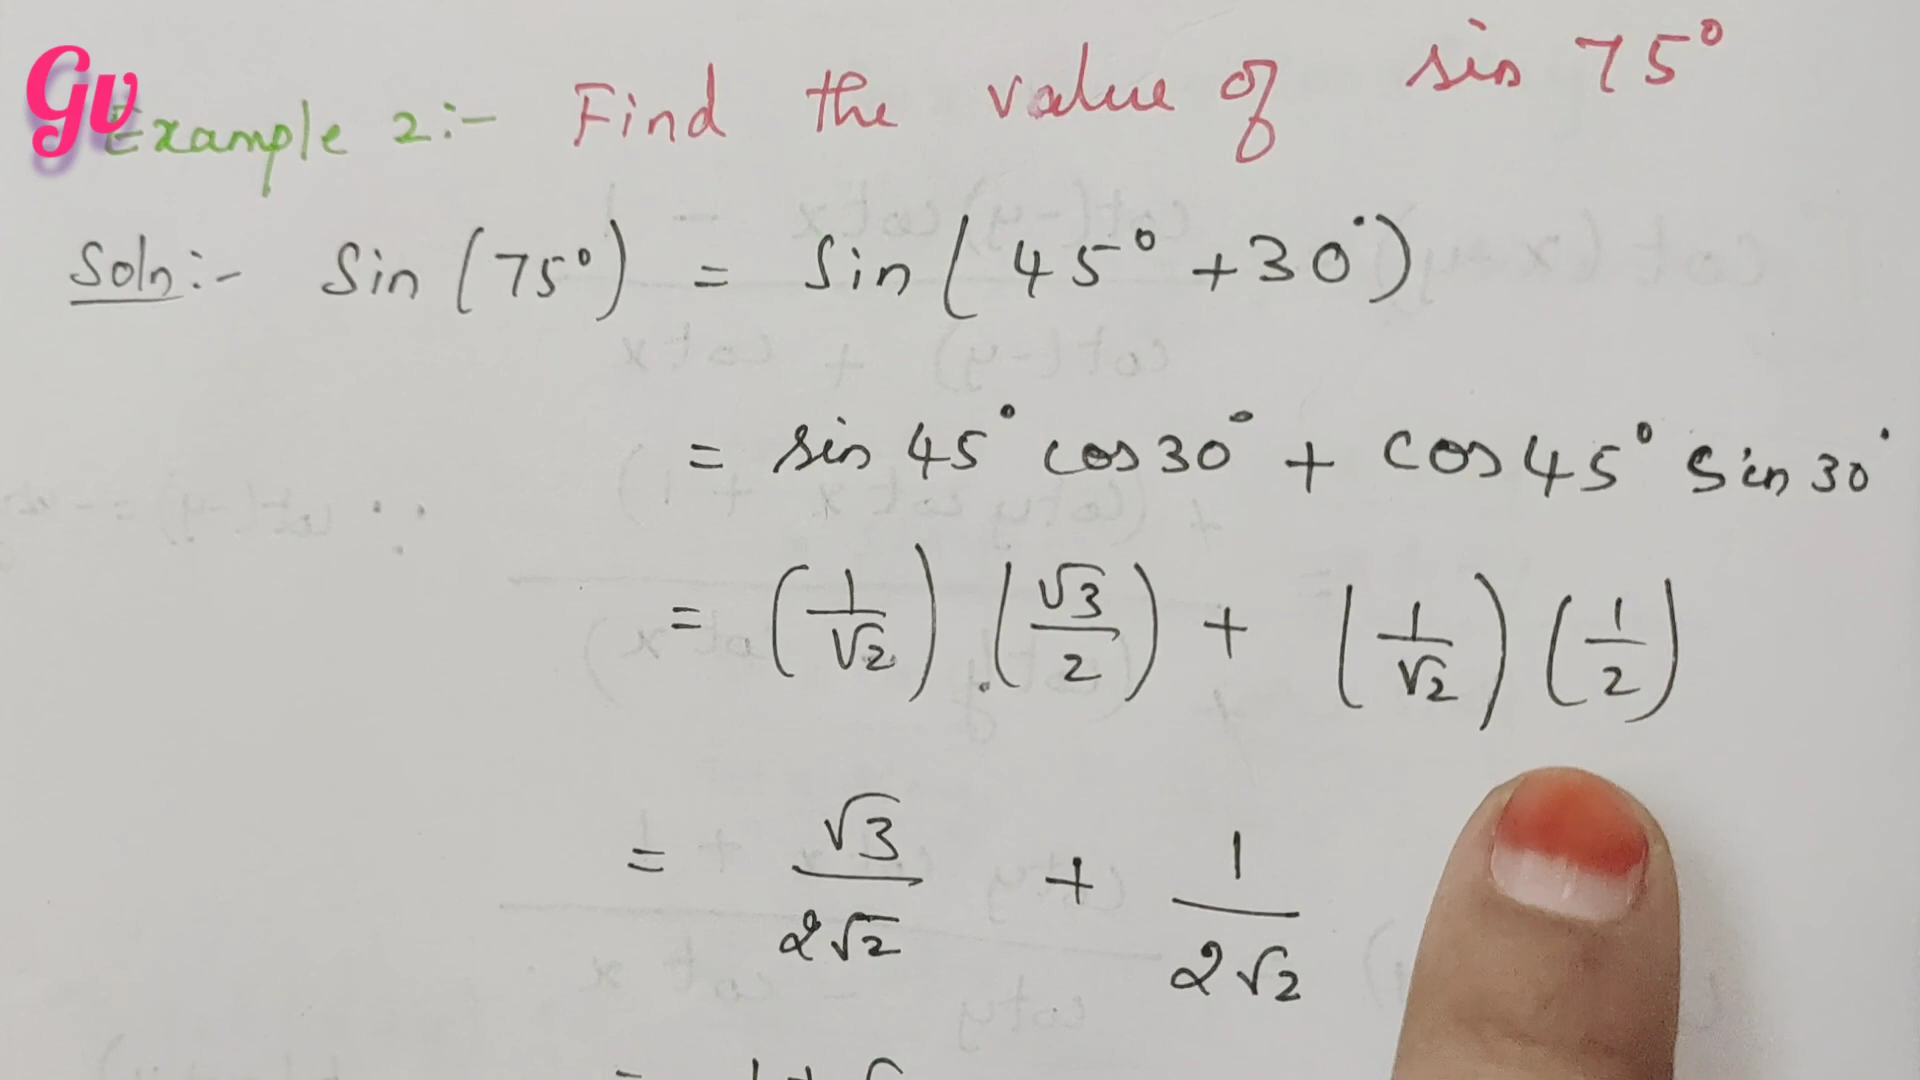 Gv
Example 2:- Find the value of sin 75°
Soln:- Sin (75°) = Sin (45° + 30°)
= sin 45° cos 30° + cos 45° Sin 30°
= (1/√2) . (√3/2) + (1/√2) (1/2)
= √3/2√2 + 1/2√2